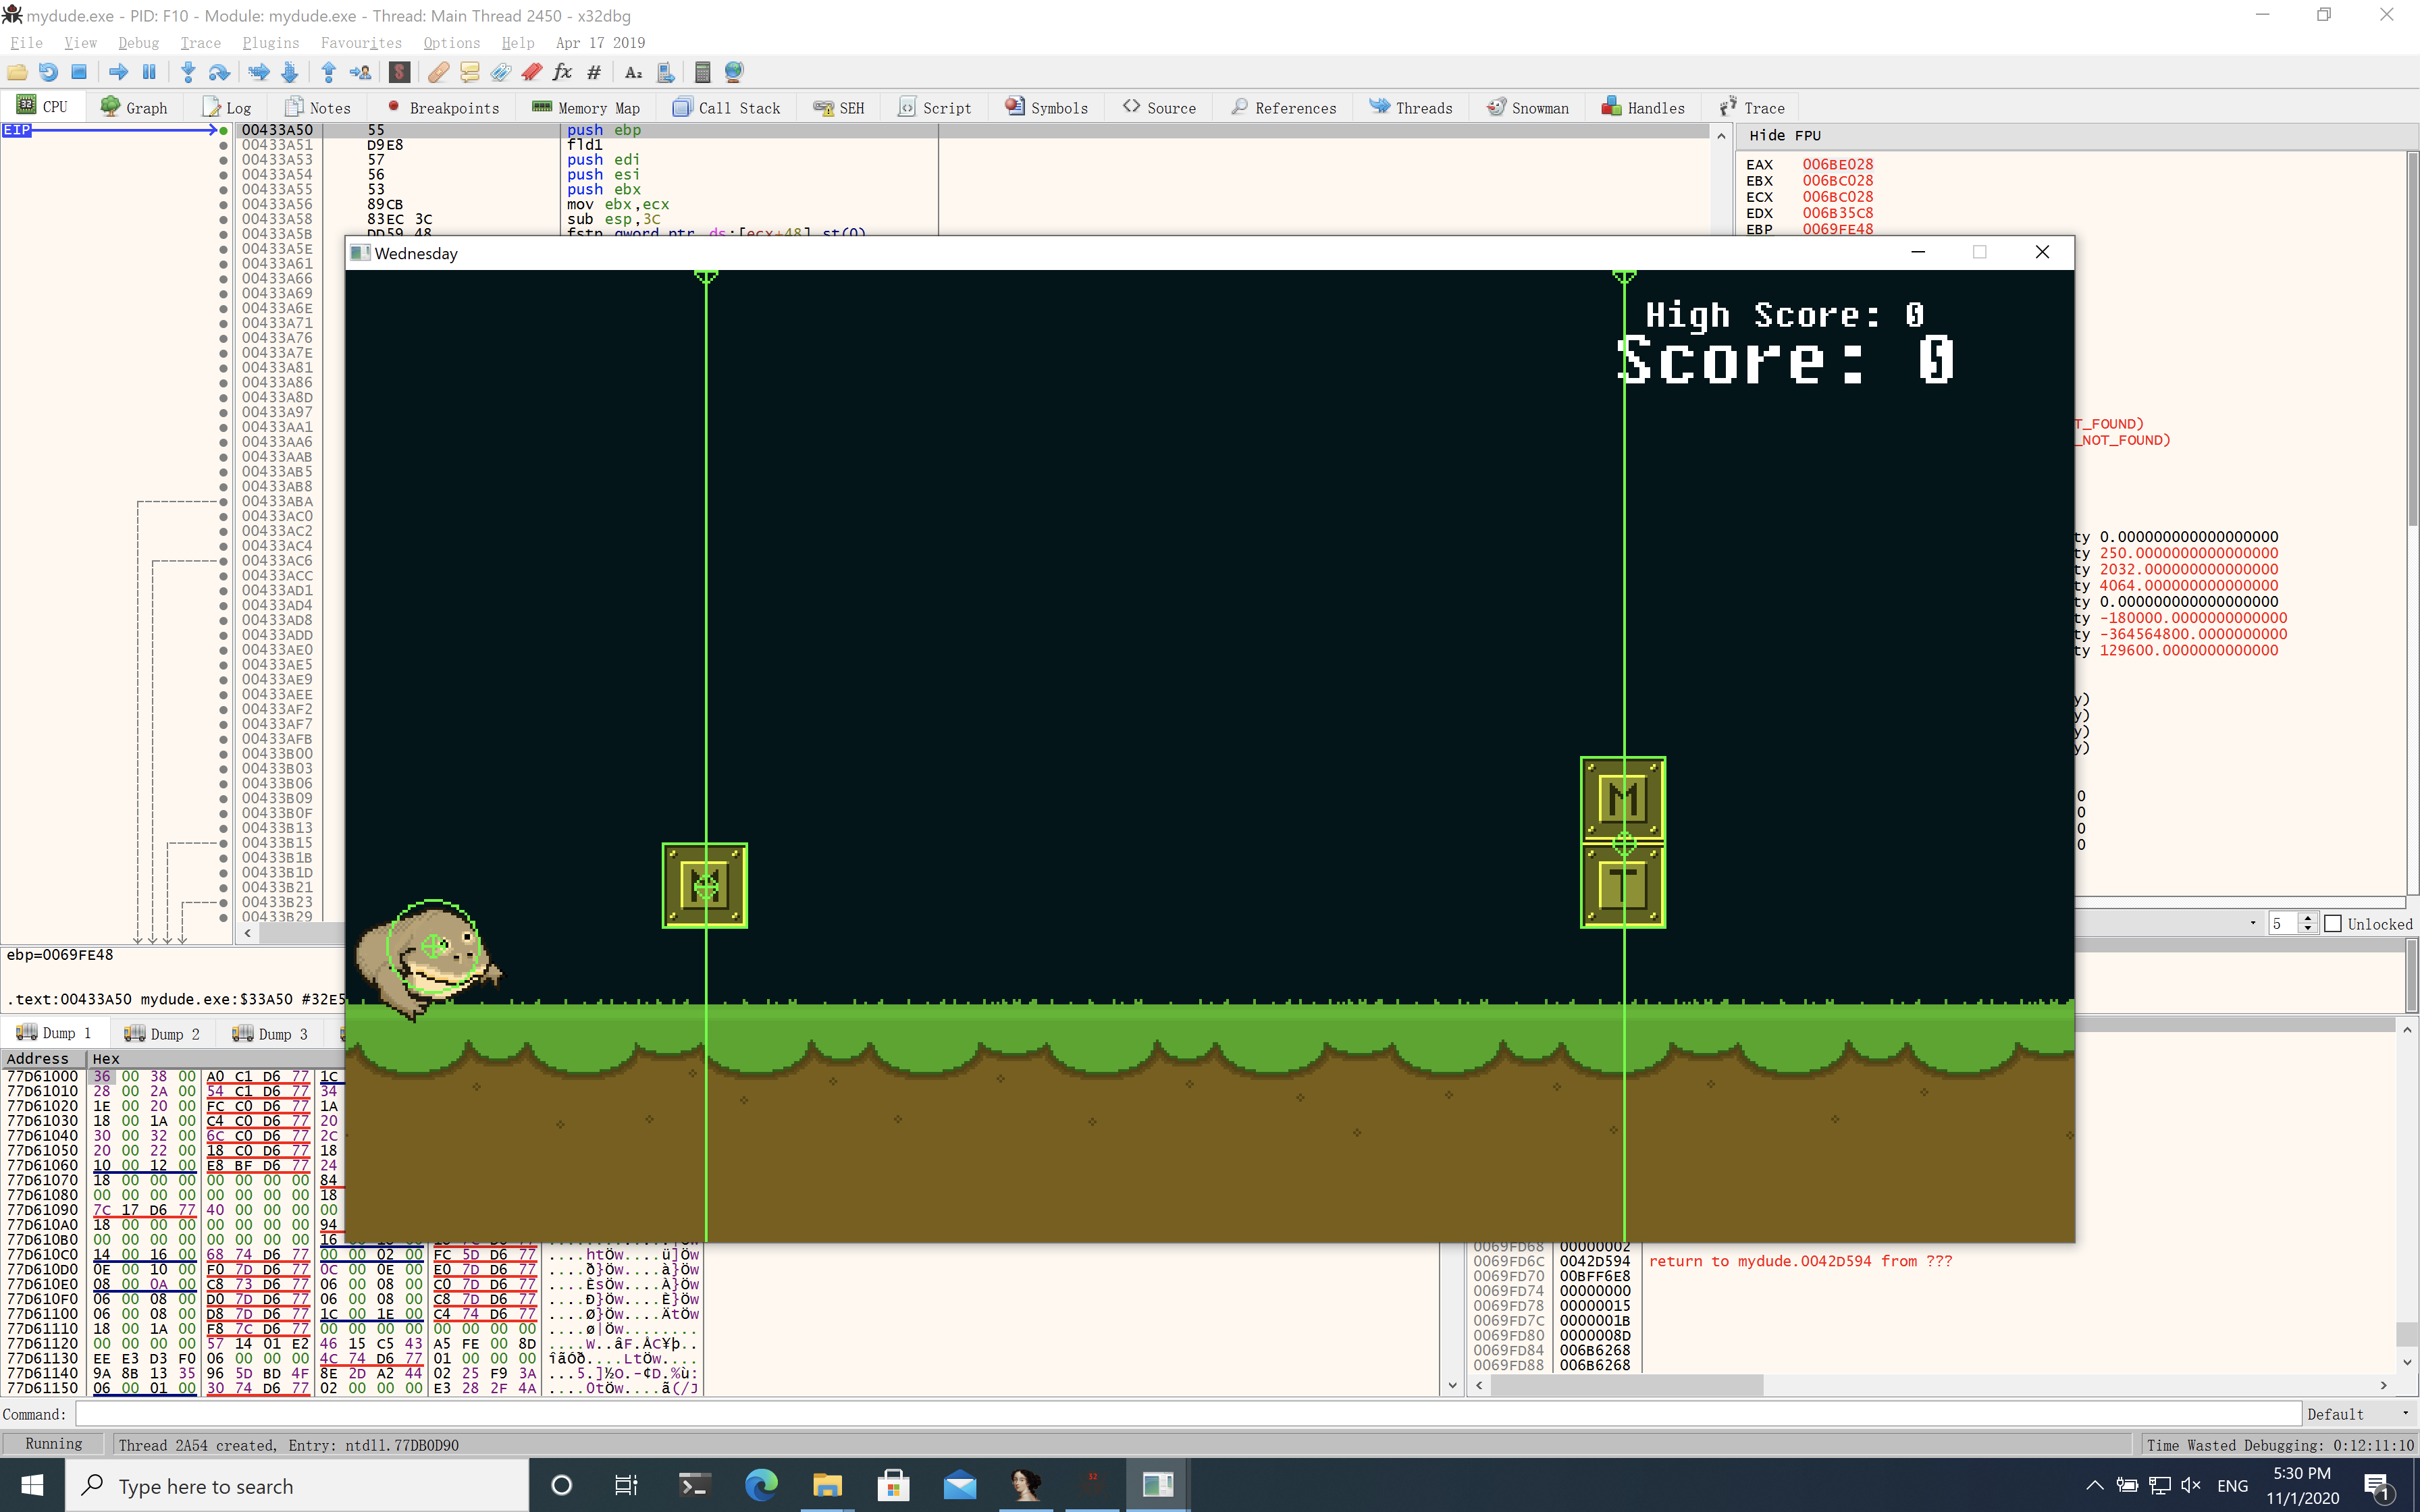 mydude.exe - PID: F10 - Module: mydude.exe - Thread: Main Thread 2450 - x32dbg
File View Debug Trace Plugins Favourites Options Help Apr 17 2019
CPU Graph Log Notes Breakpoints Memory Map Call Stack SEH Script Symbols Source References Threads Snowman Handles Trace
EIP 00433A50 55 push ebp
00433A51 D9E8 fld1
00433A53 57 push edi
00433A54 56 push esi
00433A55 53 push ebx
00433A56 89CB mov ebx,ecx
00433A58 83EC 3C sub esp,3C
00433A5B DD59 48 fstp qword ptr ds:[ecx+48],st(0)
00433A5E
00433A61
00433A66
00433A69
00433A6E
00433A71
00433A76
00433A7E
00433A81
00433A86
00433A8D
00433A97
00433AA1
00433AA6
00433AAB
00433AB5
00433AB8
00433ABA
00433AC0
00433AC2
00433AC4
00433AC6
00433ACC
00433AD1
00433AD4
00433AD8
00433ADD
00433AE0
00433AE5
00433AE9
00433AEE
00433AF2
00433AF7
00433AFB
00433B00
00433B03
00433B06
00433B09
00433B0F
00433B13
00433B15
00433B1B
00433B1D
00433B21
00433B23
00433B29
Hide FPU
EAX 006BE028
EBX 006BC028
ECX 006BC028
EDX 006B35C8
EBP 0069FE48
T_FOUND)
_NOT_FOUND)
ty 0.000000000000000000
ty 250.0000000000000000
ty 2032.000000000000000
ty 4064.000000000000000
ty 0.000000000000000000
ty -180000.0000000000000
ty -364564800.0000000000
ty 129600.0000000000000
y)
y)
y)
y)
0
0
0
0
5 Unlocked
Wednesday
High Score: 0
Score: 0
M
M
T
ebp=0069FE48
.text:00433A50 mydude.exe:$33A50 #32E5
Dump 1 Dump 2 Dump 3
Address Hex
77D61000 36 00 38 00 A0 C1 D6 77 1C
77D61010 28 00 2A 00 54 C1 D6 77 34
77D61020 1E 00 20 00 FC C0 D6 77 1A
77D61030 18 00 1A 00 C4 C0 D6 77 20
77D61040 30 00 32 00 6C C0 D6 77 2C
77D61050 20 00 22 00 18 C0 D6 77 18
77D61060 10 00 12 00 E8 BF D6 77 24
77D61070 18 00 00 00 00 00 00 00 84
77D61080 00 00 00 00 00 00 00 00 18
77D61090 7C 17 D6 77 40 00 00 00 00
77D610A0 18 00 00 00 00 00 00 00 94
77D610B0 00 00 00 00 00 00 00 00
77D610C0 14 00 16 00 68 74 D6 77 00 00 02 00 FC 5D D6 77 ....htÖw....ü]Öw
77D610D0 0E 00 10 00 F0 7D D6 77 0C 00 0E 00 E0 7D D6 77 ....ð}Öw....à}Öw
77D610E0 08 00 0A 00 C8 73 D6 77 06 00 08 00 C0 7D D6 77 ....ÈsÖw....À}Öw
77D610F0 06 00 08 00 D0 7D D6 77 06 00 08 00 C8 7D D6 77 ....Ð}Öw....È}Öw
77D61100 06 00 08 00 D8 7D D6 77 1C 00 1E 00 C4 74 D6 77 ....Ø}Öw....ÄtÖw
77D61110 18 00 1A 00 F8 7C D6 77 00 00 00 00 00 00 00 00 ....ø|Öw........
77D61120 00 00 00 00 57 14 01 E2 46 15 C5 43 A5 FE 00 8D ....W..âF.ÅC¥þ..
77D61130 EE E3 D3 F0 06 00 00 00 4C 74 D6 77 01 00 00 00 îãÓð....LtÖw....
77D61140 9A 8B 13 35 96 5D BD 4F 8E 2D A2 44 02 25 F9 3A ...5.]½O.-¢D.%ù:
77D61150 06 00 01 00 30 74 D6 77 02 00 00 00 E3 28 2F 4A ....0tÖw....ã(/J
0069FD68 00000002
0069FD6C 0042D594 return to mydude.0042D594 from ???
0069FD70 00BFF6E8
0069FD74 00000000
0069FD78 00000015
0069FD7C 0000001B
0069FD80 0000008D
0069FD84 006B6268
0069FD88 006B6268
Command: Default
Running Thread 2A54 created, Entry: ntdll.77DB0D90 Time Wasted Debugging: 0:12:11:10
Type here to search
32
ENG
5:30 PM
11/1/2020
1